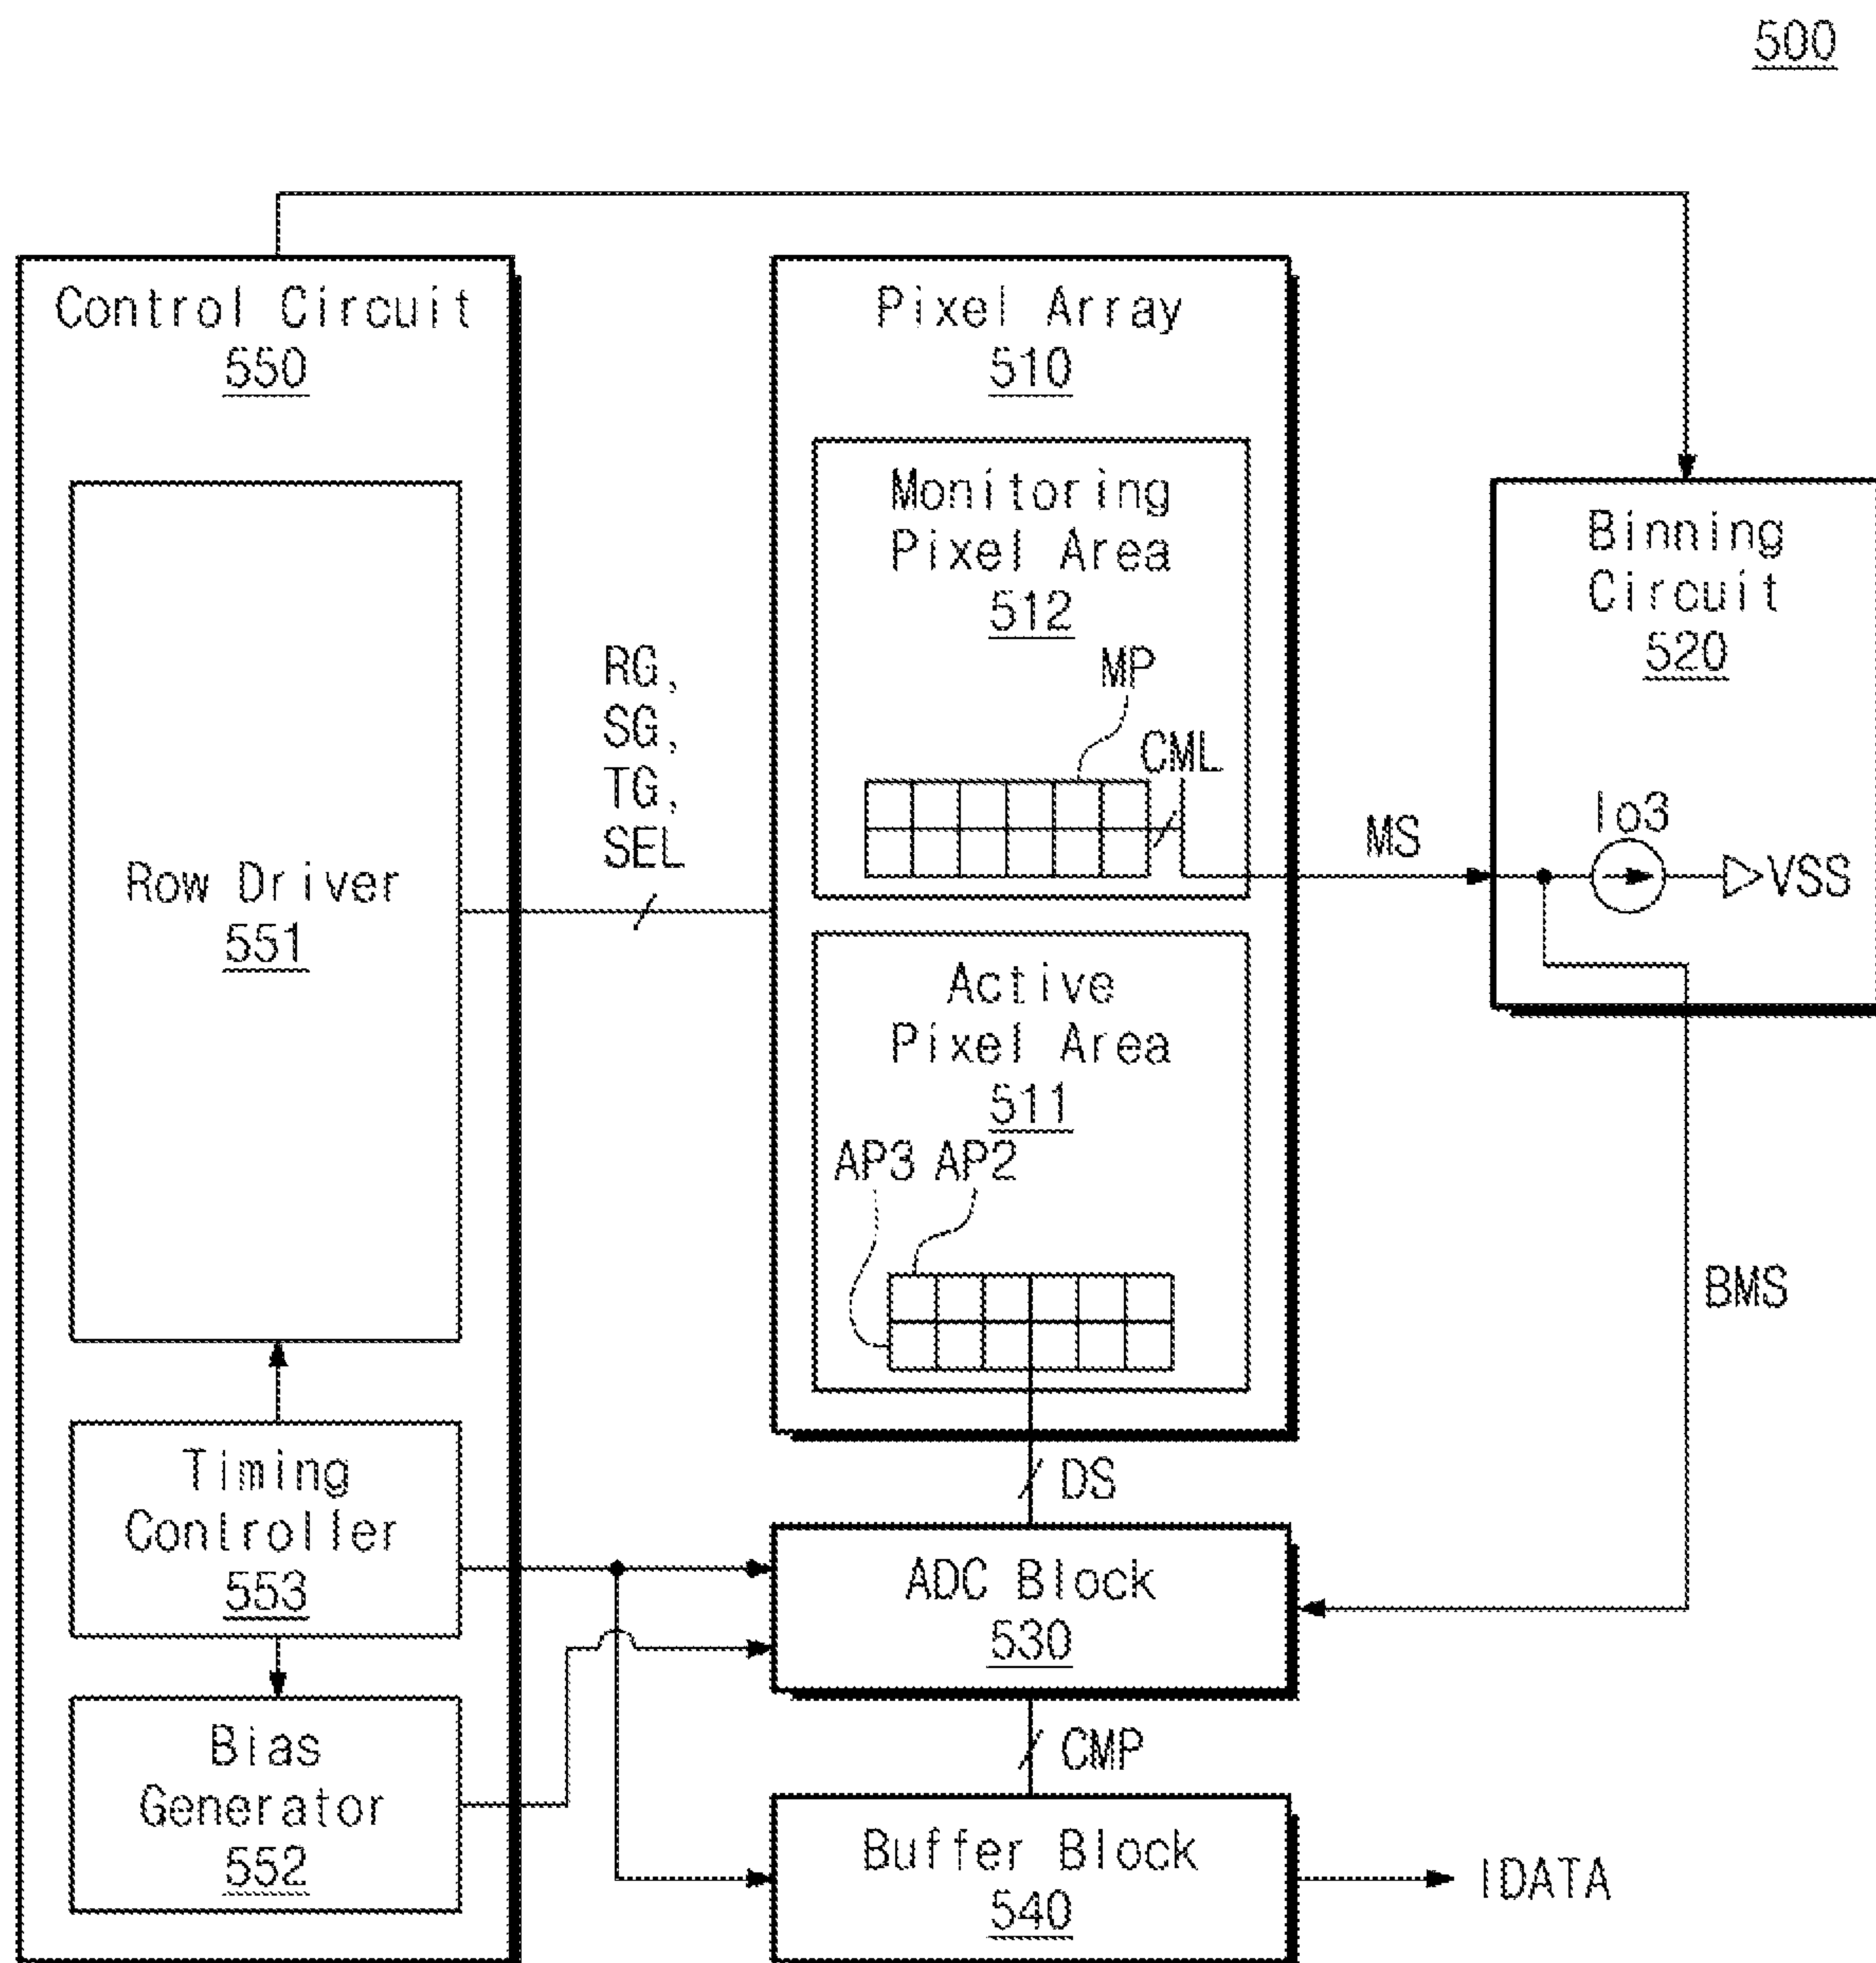 500
Control Circuit
550
Row Driver
551
Timing
Controller
553
Bias
Generator
552
RG,
SG,
TG,
SEL
Pixel Array
510
Monitoring
Pixel Area
512
MP
CML
Active
Pixel Area
511
AP3 AP2
MS
Binning
Circuit
520
Io3
VSS
BMS
DS
ADC Block
530
CMP
Buffer Block
540
IDATA